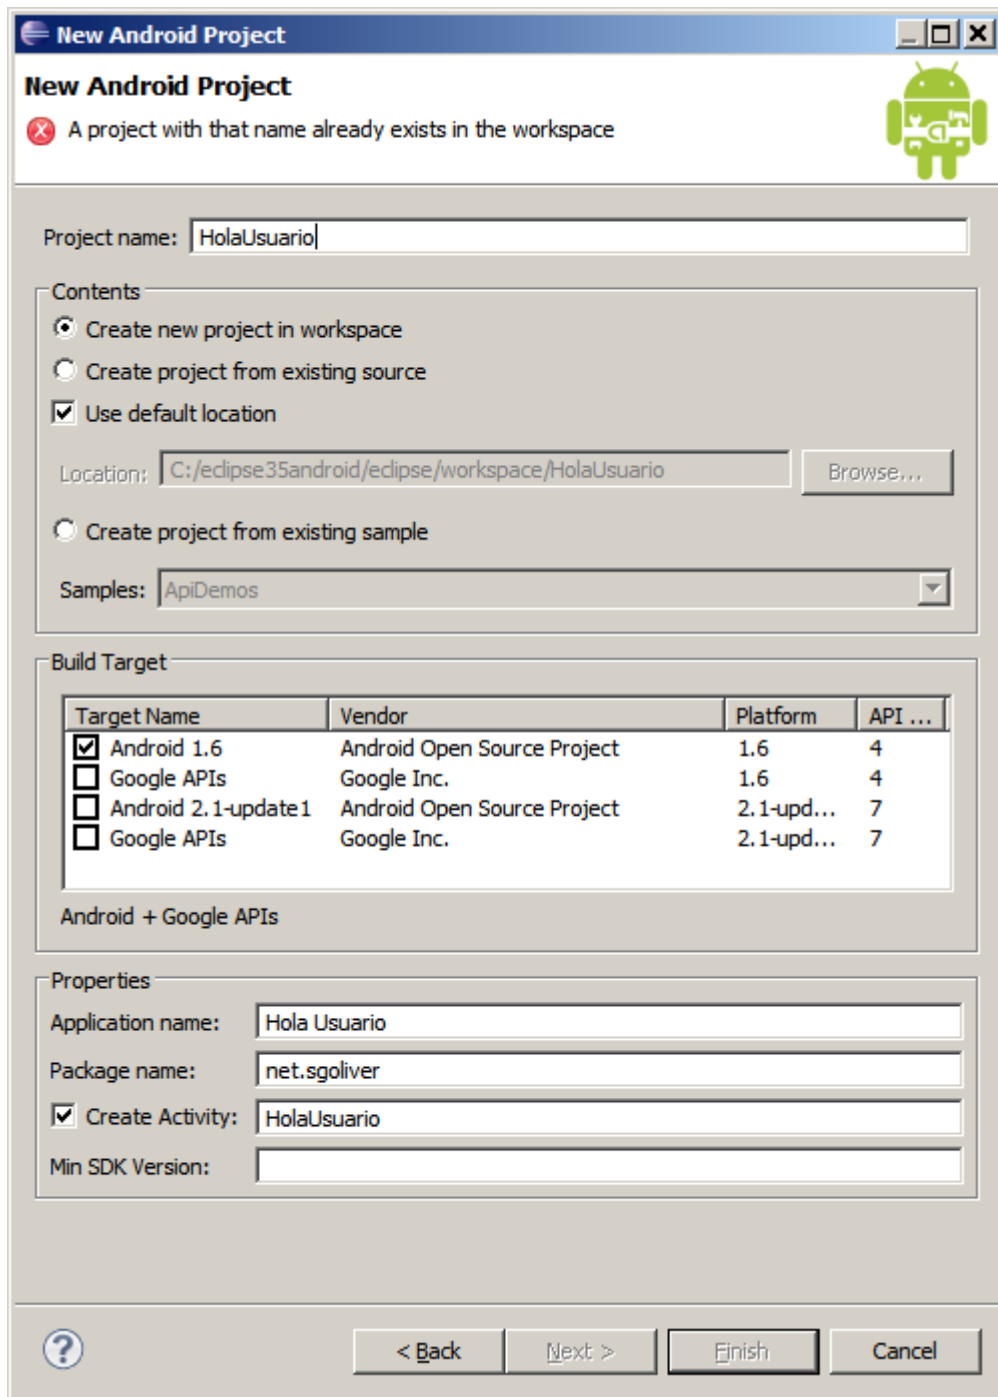 New Android Project
New Android Project
A project with that name already exists in the workspace
Project name: HolaUsuario
Contents
Create new project in workspace
Create project from existing source
Use default location
Location: C:/eclipse35android/eclipse/workspace/HolaUsuario Browse...
Create project from existing sample
Samples: ApiDemos
Build Target
Target Name Vendor Platform API ...
Android 1.6 Android Open Source Project 1.6 4
Google APIs Google Inc. 1.6 4
Android 2.1-update1 Android Open Source Project 2.1-upd... 7
Google APIs Google Inc. 2.1-upd... 7
Android + Google APIs
Properties
Application name: Hola Usuario
Package name: net.sgoliver
Create Activity: HolaUsuario
Min SDK Version:
? < Back Next > Finish Cancel